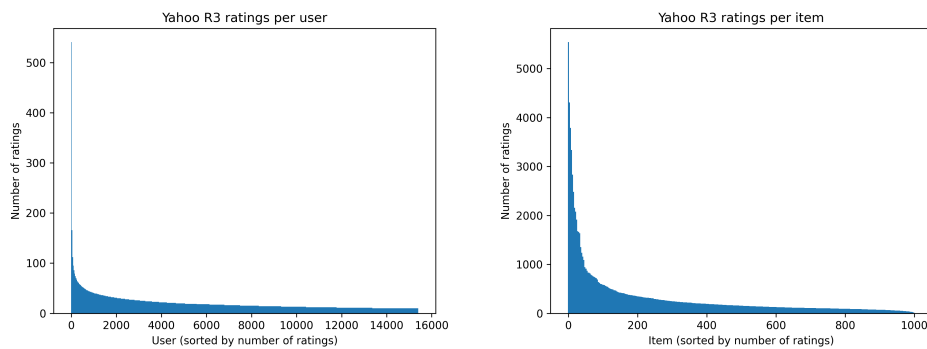 Yahoo R3 ratings per user
Number of ratings
500
400
300
200
100
0
0 2000 4000 6000 8000 10000 12000 14000 16000
User (sorted by number of ratings)
Yahoo R3 ratings per item
Number of ratings
5000
4000
3000
2000
1000
0
0 200 400 600 800 1000
Item (sorted by number of ratings)